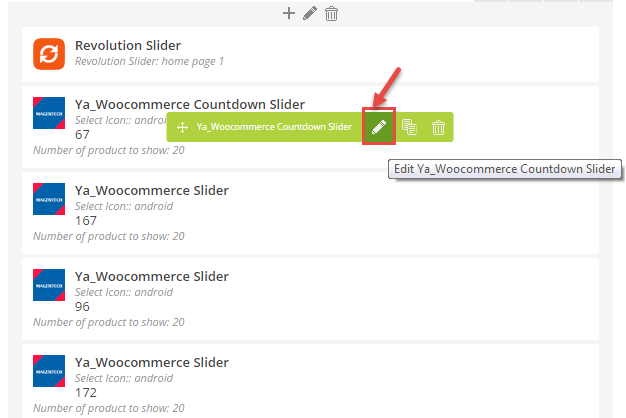 Revolution Slider
Revolution Slider: home page 1
MAGENTECH
Ya_Woocommerce Countdown Slider
Select Icon:: android
67
Number of product to show: 20
Ya_Woocommerce Countdown Slider
Edit Ya_Woocommerce Countdown Slider
MAGENTECH
Ya_Woocommerce Slider
Select Icon:: android
167
Number of product to show: 20
MAGENTECH
Ya_Woocommerce Slider
Select Icon:: android
96
Number of product to show: 20
MAGENTECH
Ya_Woocommerce Slider
Select Icon:: android
172
Number of product to show: 20